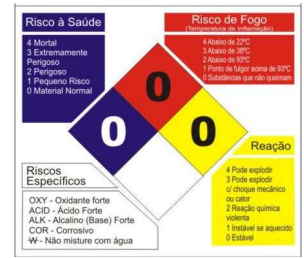 Risco à Saúde
4 Mortal
3 Extremamente
Perigoso
2 Perigoso
1 Pequeno Risco
0 Material Normal
Risco de Fogo
(Temperatura de Inflamação)
4 Abaixo de 22ºC
3 Abaixo de 38ºC
2 Abaixo de 93ºC
1 Ponto de fulgor acima de 93ºC
0 Substâncias que não queimam
0
0
0
Reação
4 Pode explodir
3 Pode explodir
c/ choque mecânico
ou calor
2 Reação química
violenta
1 Instável se aquecido
0 Estável
Riscos
Específicos
OXY - Oxidante forte
ACID - Ácido Forte
ALK - Alcalino (Base) Forte
COR - Corrosivo
W - Não misture com água